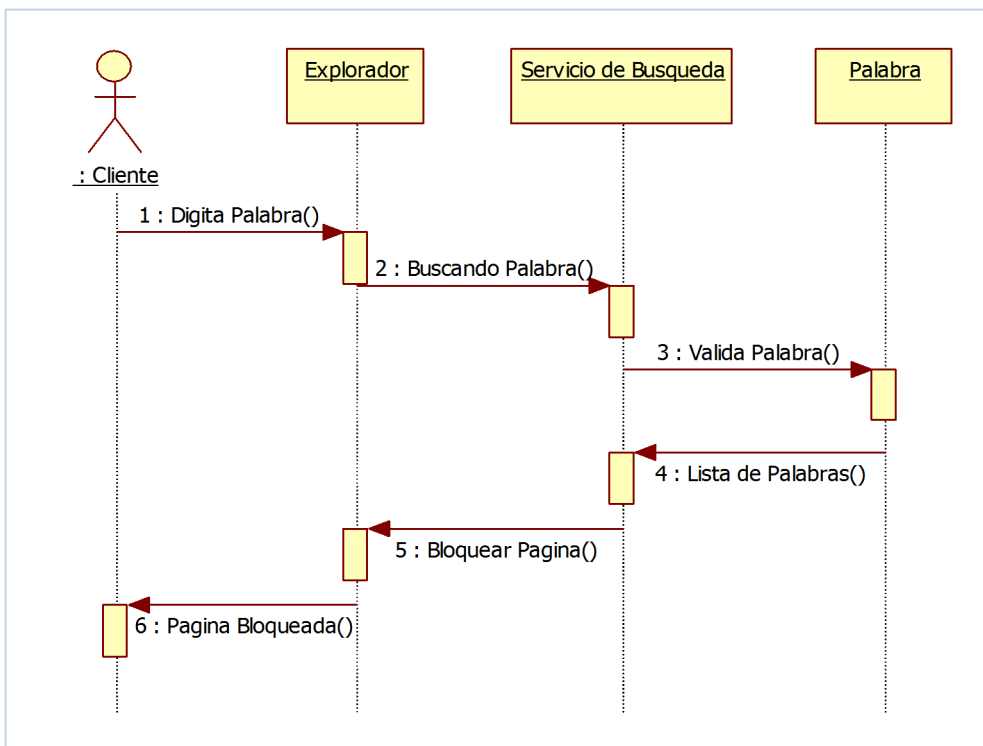 Explorador
Servicio de Busqueda
Palabra
: Cliente
1 : Digita Palabra()
2 : Buscando Palabra()
3 : Valida Palabra()
4 : Lista de Palabras()
5 : Bloquear Pagina()
6 : Pagina Bloqueada()